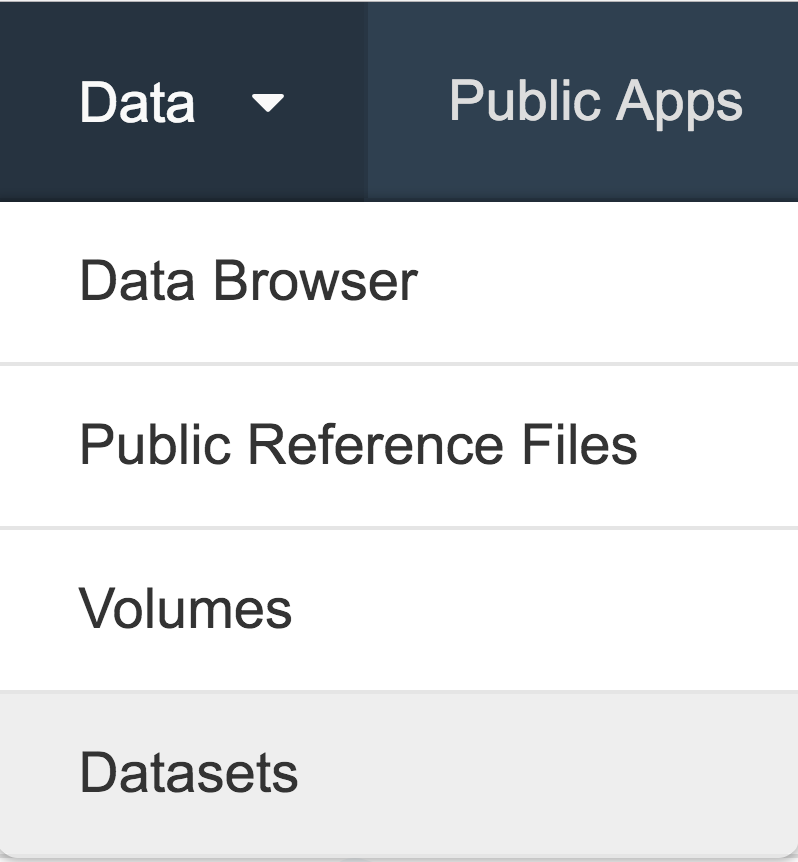 Data Public Apps
Data Browser
Public Reference Files
Volumes
Datasets